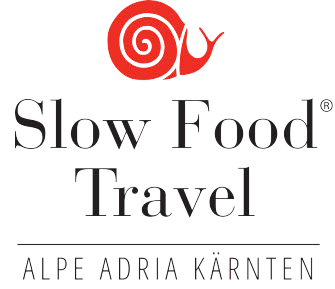 Slow Food®
Travel
ALPE ADRIA KÄRNTEN